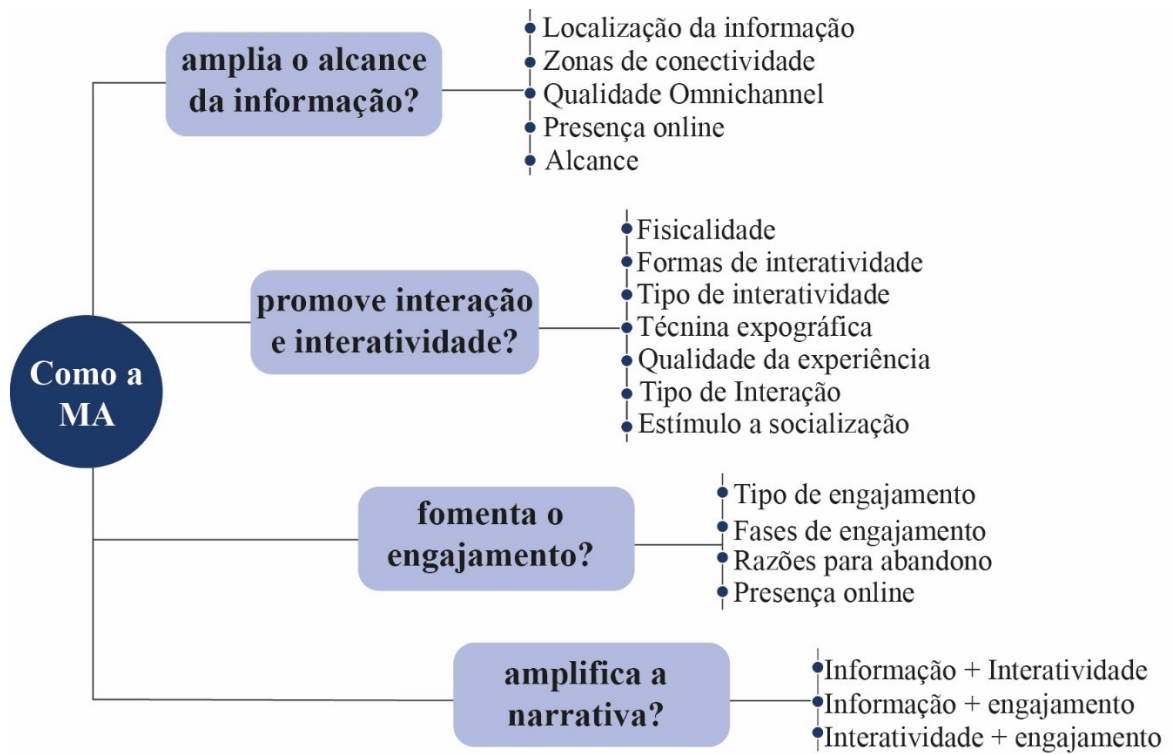 Como a
MA
amplia o alcance
da informação?
Localização da informação
Zonas de conectividade
Qualidade Omnichannel
Presença online
Alcance
promove interação
e interatividade?
Fisicalidade
Formas de interatividade
Tipo de interatividade
Técnina expográfica
Qualidade da experiência
Tipo de Interação
Estímulo a socialização
fomenta o
engajamento?
Tipo de engajamento
Fases de engajamento
Razões para abandono
Presença online
amplifica a
narrativa?
Informação + Interatividade
Informação + engajamento
Interatividade + engajamento